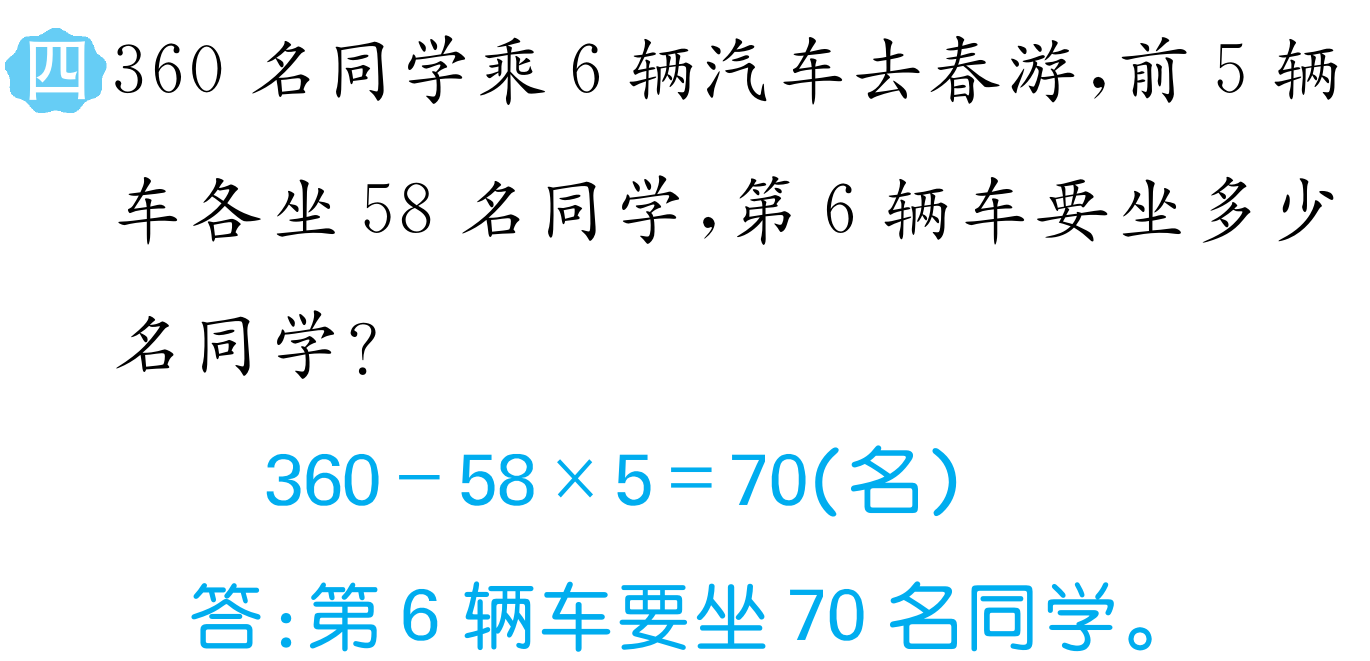 四 360 名同学乘 6 辆汽车去春游,前 5 辆
车各坐 58 名同学,第 6 辆车要坐多少
名同学?
360-58×5=70(名)
答:第 6 辆车要坐 70 名同学。